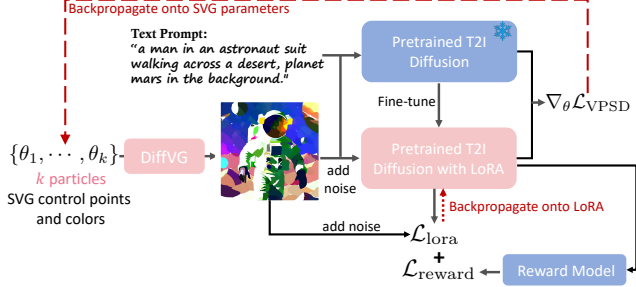 Backpropagate onto SVG parameters
Text Prompt:
“a man in an astronaut suit
walking across a desert, planet
mars in the background."
Pretrained T2I
Diffusion
Fine-tune
∇θ ℒVPSD
{θ1, ⋯ , θk}
DiffVG
k particles
SVG control points
and colors
add
noise
Pretrained T2I
Diffusion with LoRA
Backpropagate onto LoRA
add noise
ℒlora
+
ℒreward
Reward Model